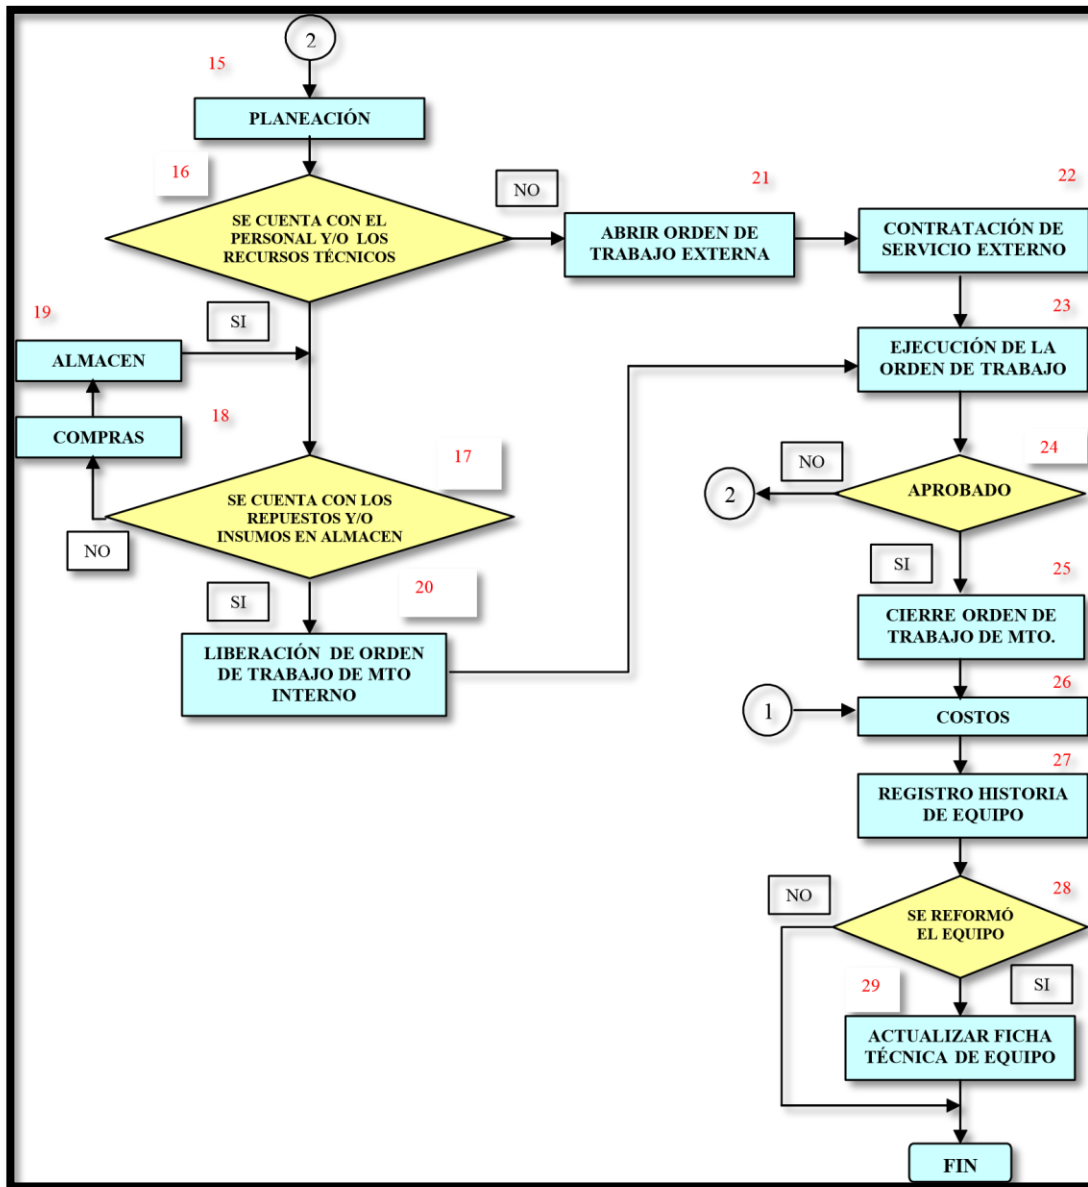 2
15
PLANEACIÓN
16
SE CUENTA CON EL
PERSONAL Y/O LOS
RECURSOS TÉCNICOS
NO
21
ABRIR ORDEN DE
TRABAJO EXTERNA
22
CONTRATACIÓN DE
SERVICIO EXTERNO
SI
19
ALMACEN
18
COMPRAS
17
SE CUENTA CON LOS
REPUESTOS Y/O
INSUMOS EN ALMACEN
NO
SI
20
LIBERACIÓN DE ORDEN
DE TRABAJO DE MTO
INTERNO
23
EJECUCIÓN DE LA
ORDEN DE TRABAJO
24
APROBADO
NO
2
SI
25
CIERRE ORDEN DE
TRABAJO DE MTO.
26
1
COSTOS
27
REGISTRO HISTORIA
DE EQUIPO
28
SE REFORMÓ
EL EQUIPO
NO
SI
29
ACTUALIZAR FICHA
TÉCNICA DE EQUIPO
FIN